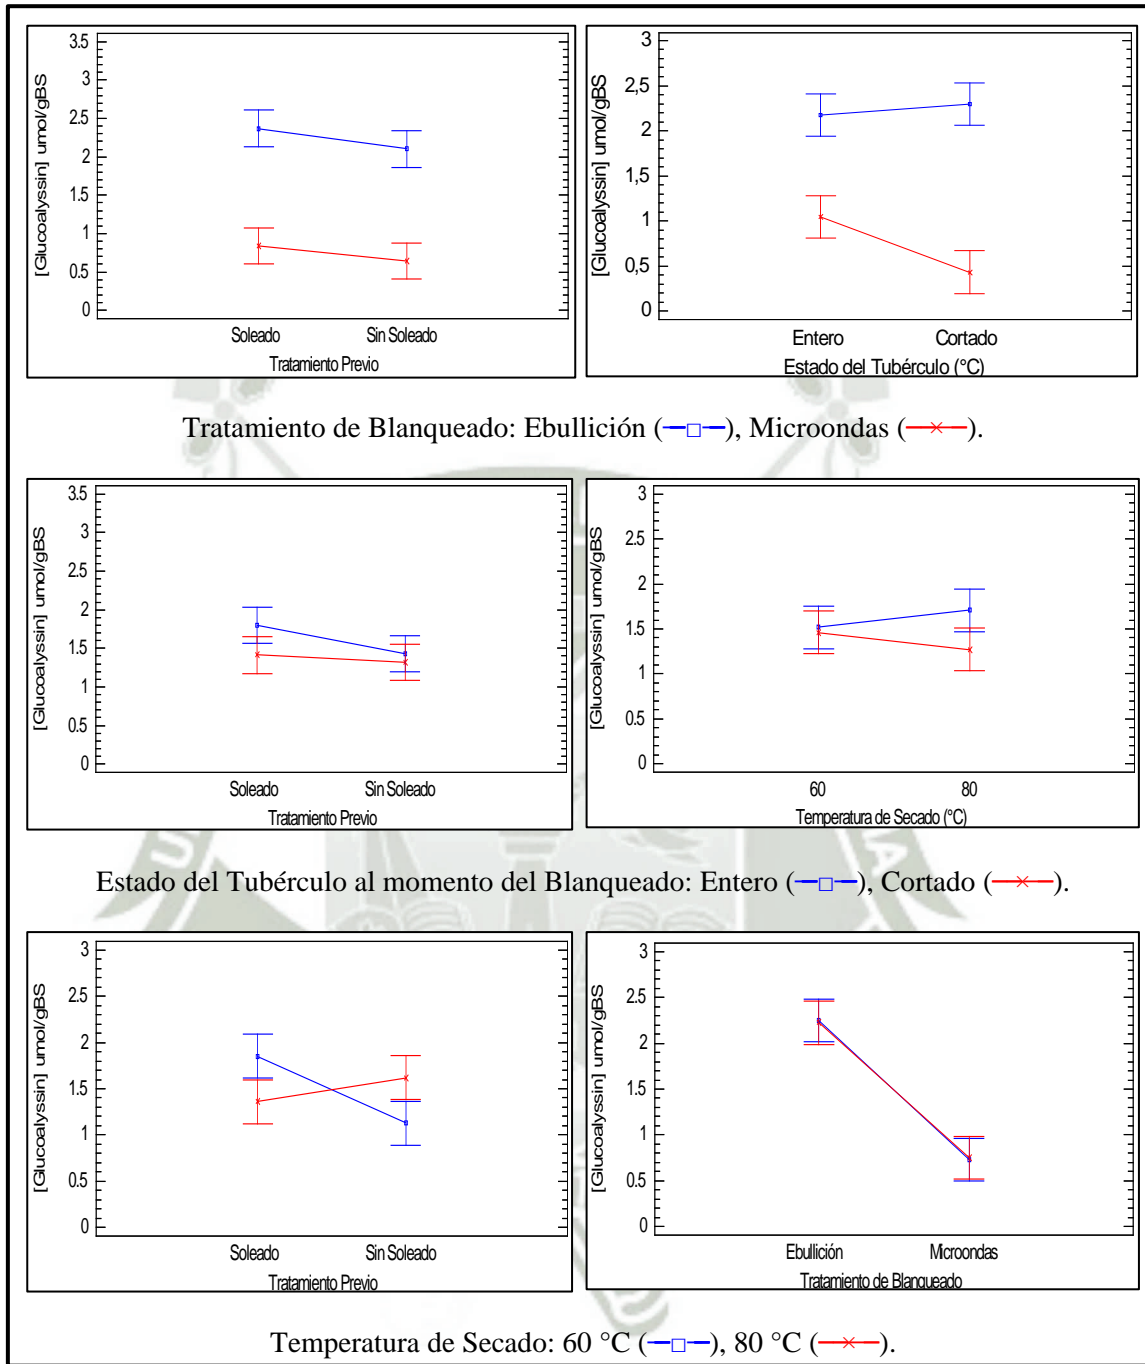 [Glucoalyssin] umol/gBS
3.5
3
2.5
2
1.5
1
0.5
0
Soleado Sin Soleado
Tratamiento Previo
[Glucoalyssin] umol/gBS
3
2,5
2
1,5
1
0,5
0
Entero Cortado
Estado del Tubérculo (°C)
Tratamiento de Blanqueado: Ebullición (), Microondas ().
[Glucoalyssin] umol/gBS
3.5
3
2.5
2
1.5
1
0.5
0
Soleado Sin Soleado
Tratamiento Previo
[Glucoalyssin] umol/gBS
3
2.5
2
1.5
1
0.5
0
60 80
Temperatura de Secado (°C)
Estado del Tubérculo al momento del Blanqueado: Entero (), Cortado ().
[Glucoalyssin] umol/gBS
3
2.5
2
1.5
1
0.5
0
Soleado Sin Soleado
Tratamiento Previo
[Glucoalyssin] umol/gBS
3
2.5
2
1.5
1
0.5
0
Ebullición Microondas
Tratamiento de Blanqueado
Temperatura de Secado: 60 °C (), 80 °C ().